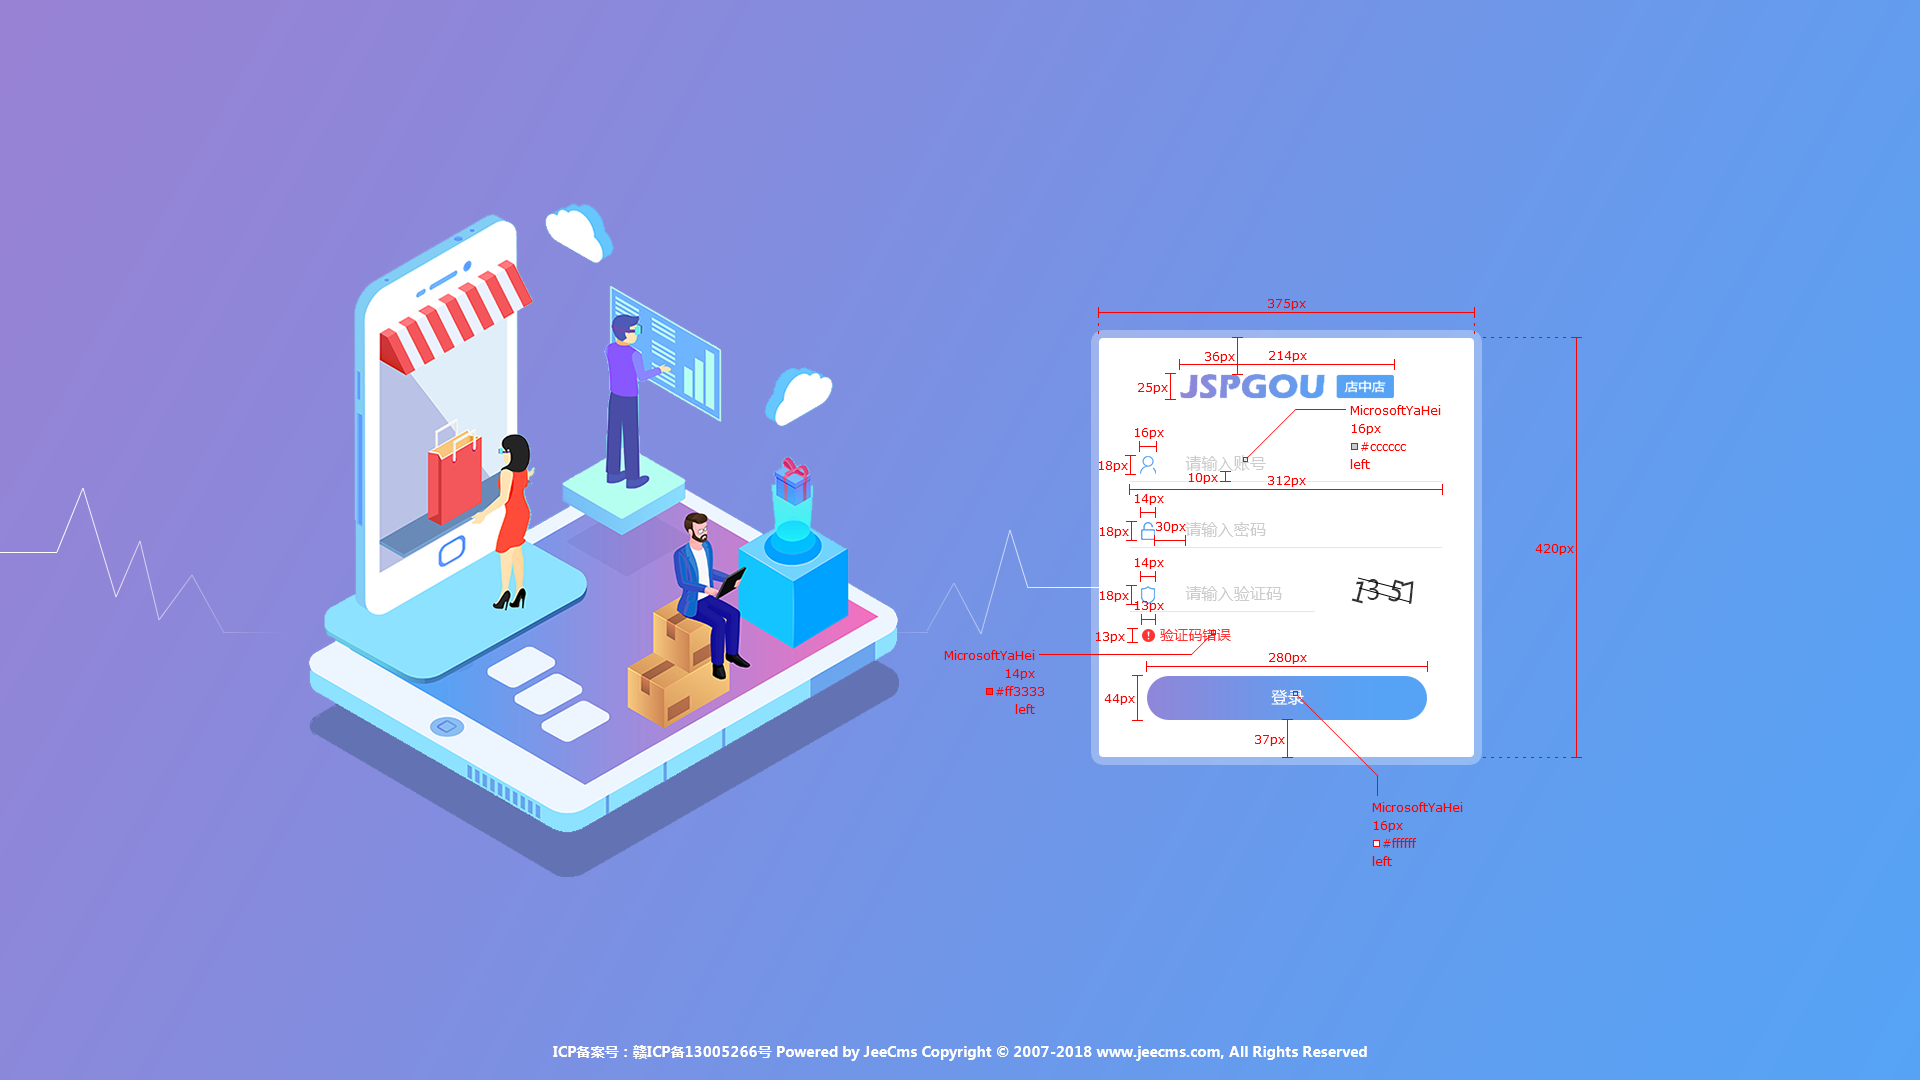 375px
36px
214px
25px
JSPGOU 店中店
MicrosoftYaHei
16px
#cccccc
left
16px
18px
请输入账号
10px
312px
14px
18px
30px
请输入密码
420px
14px
18px
请输入验证码
13 57
13px
13px
验证码错误
MicrosoftYaHei
14px
#ff3333
left
280px
44px
登录
37px
MicrosoftYaHei
16px
#ffffff
left
ICP备案号：赣ICP备13005266号 Powered by JeeCms Copyright © 2007-2018 www.jeecms.com, All Rights Reserved